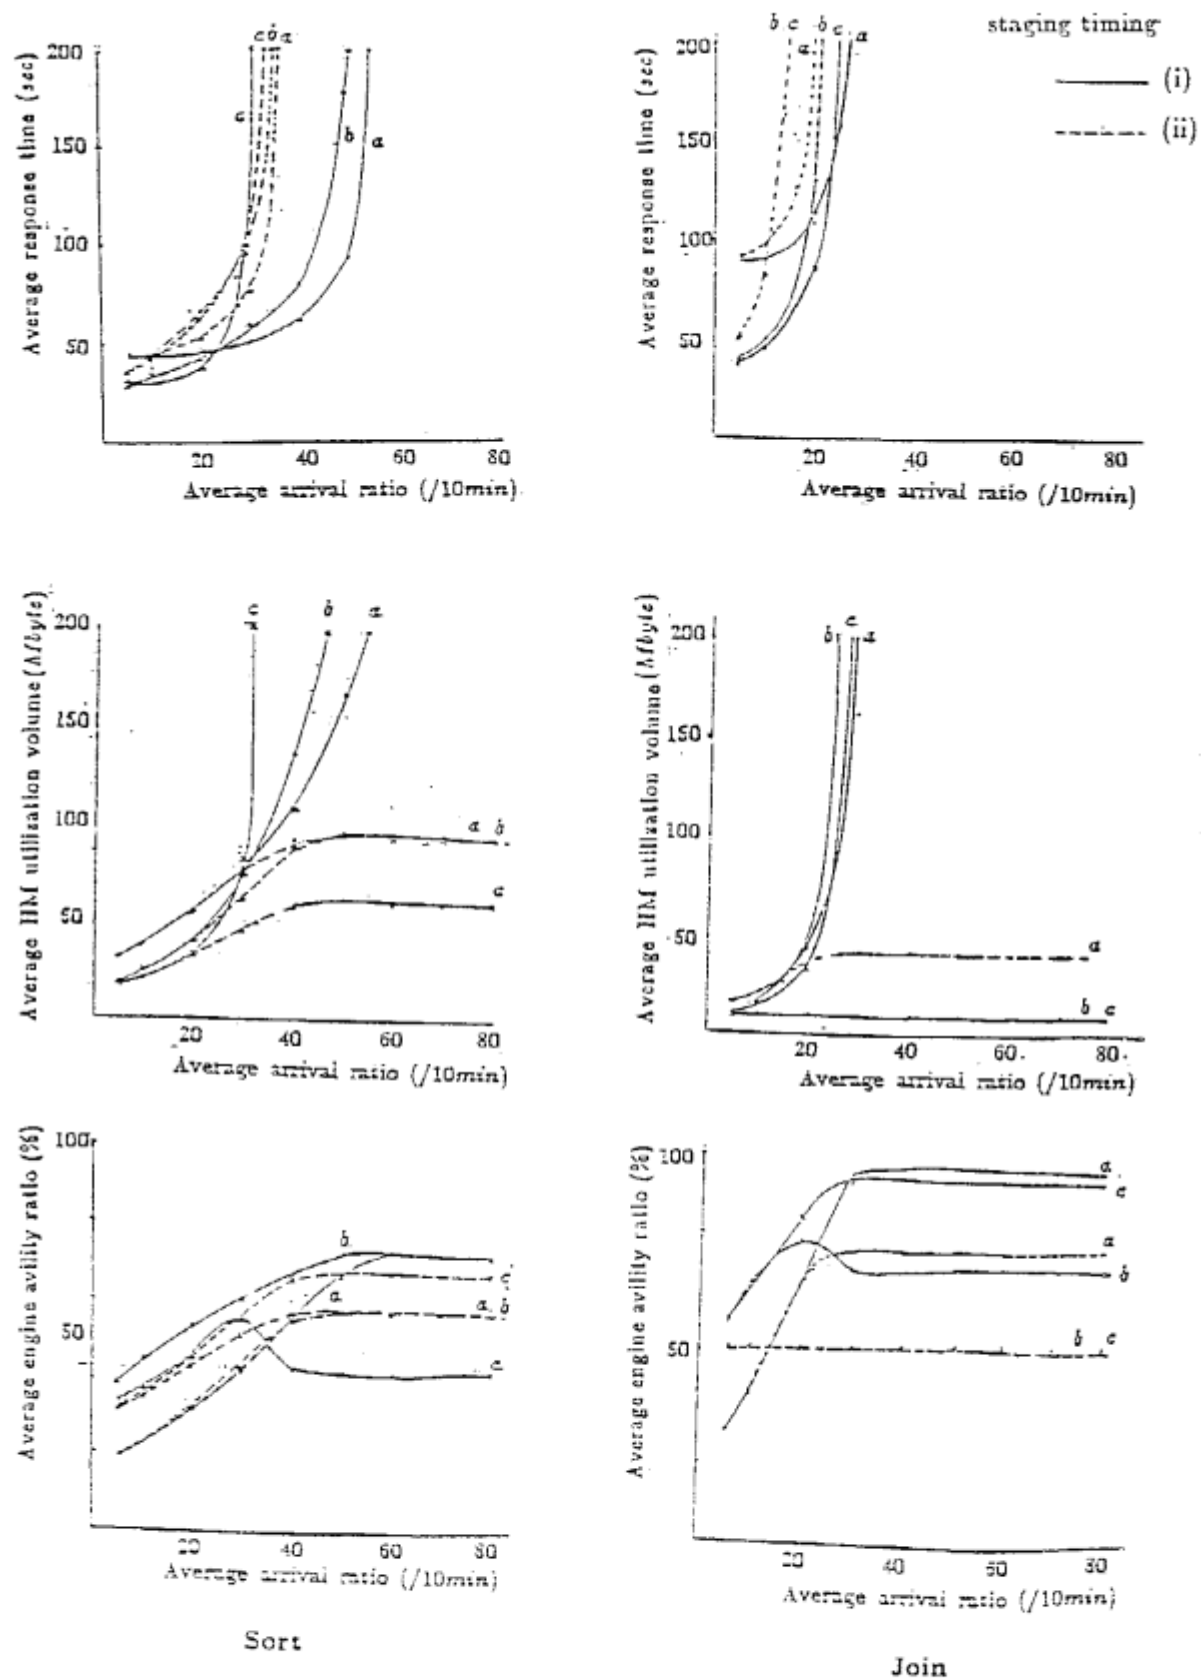 staging timing
(i)
(ii)
c b a
200
150
100
50
c
b a
Average response time (sec)
20 40 60 80
Average arrival ratio (/10min)
b c b c a
a
200
150
100
50
Average response time (sec)
20 40 60 80
Average arrival ratio (/10min)
c b a
200
150
100
50
a b
c
Average HM utilization volume (Mbyte)
20 40 60 80
Average arrival ratio (/10min)
c
b a
200
150
100
50
a
b c
Average HM utilization volume (Mbyte)
20 40 60 80
Average arrival ratio (/10min)
100
50
b
c
a
a b
c
Average engine avility ratio (%)
20 40 60 80
Average arrival ratio (/10min)
Sort
100
50
a
c
a
b
b c
Average engine avility ratio (%)
20 60 80
Average arrival ratio (/10min)
Join